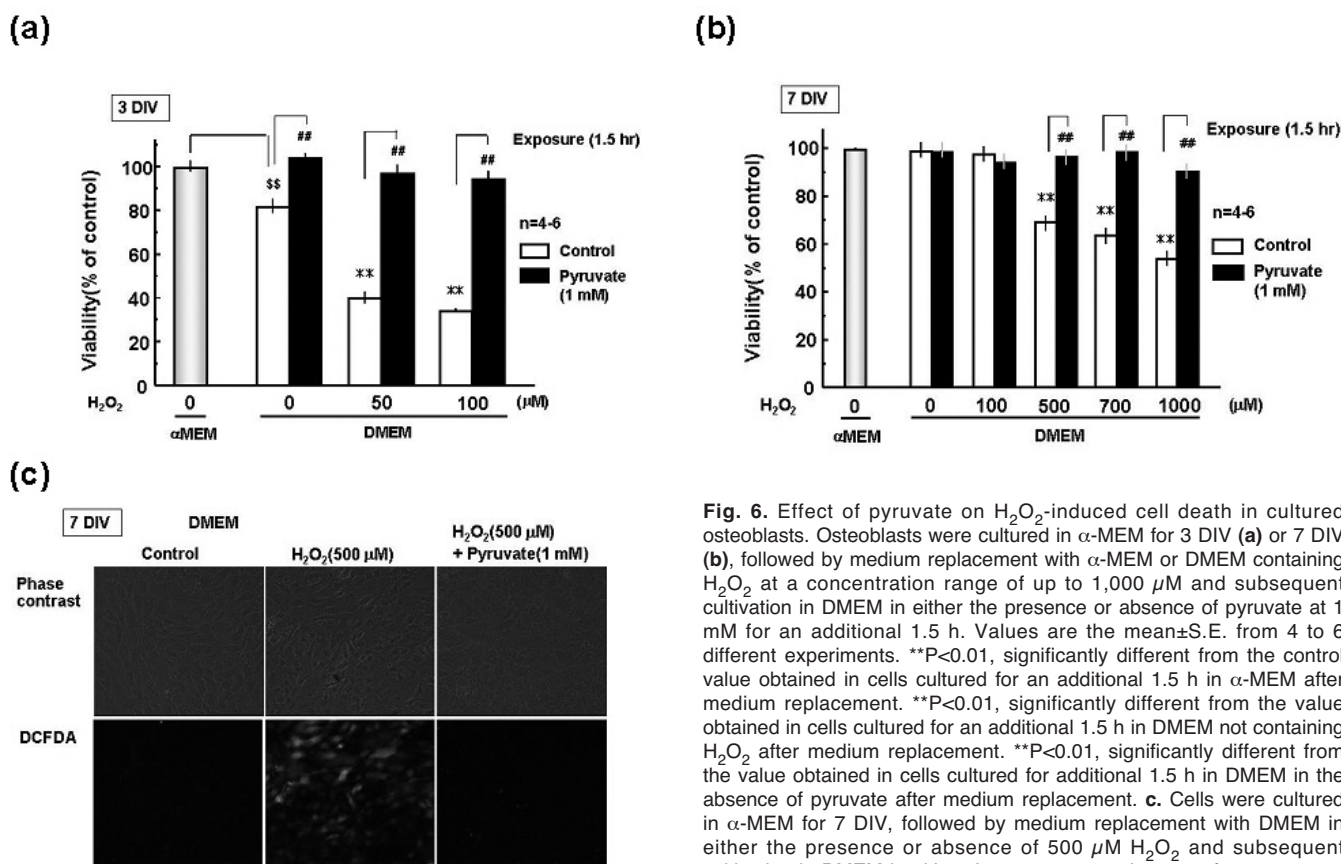 (a)
3 DIV
Viability(% of control)
100
80
60
40
20
0
$$
##
**
##
**
##
Exposure (1.5 hr)
n=4-6
Control
Pyruvate
(1 mM)
H₂O₂ 0 0 50 100 (μM)
αMEM DMEM
(b)
7 DIV
Viability(% of control)
100
80
60
40
20
0
**
##
**
##
**
##
Exposure (1.5 hr)
n=4-6
Control
Pyruvate
(1 mM)
H₂O₂ 0 0 100 500 700 1000 (μM)
αMEM DMEM
(c)
7 DIV DMEM
Control H₂O₂(500 μM) H₂O₂(500 μM)
+ Pyruvate(1 mM)
Phase
contrast
DCFDA
Fig. 6. Effect of pyruvate on H₂O₂-induced cell death in cultured
osteoblasts. Osteoblasts were cultured in α-MEM for 3 DIV (a) or 7 DIV
(b), followed by medium replacement with α-MEM or DMEM containing
H₂O₂ at a concentration range of up to 1,000 μM and subsequent
cultivation in DMEM in either the presence or absence of pyruvate at 1
mM for an additional 1.5 h. Values are the mean±S.E. from 4 to 6
different experiments. **P<0.01, significantly different from the control
value obtained in cells cultured for an additional 1.5 h in α-MEM after
medium replacement. **P<0.01, significantly different from the value
obtained in cells cultured for an additional 1.5 h in DMEM not containing
H₂O₂ after medium replacement. **P<0.01, significantly different from
the value obtained in cells cultured for additional 1.5 h in DMEM in the
absence of pyruvate after medium replacement. c. Cells were cultured
in α-MEM for 7 DIV, followed by medium replacement with DMEM in
either the presence or absence of 500 μM H₂O₂ and subsequent